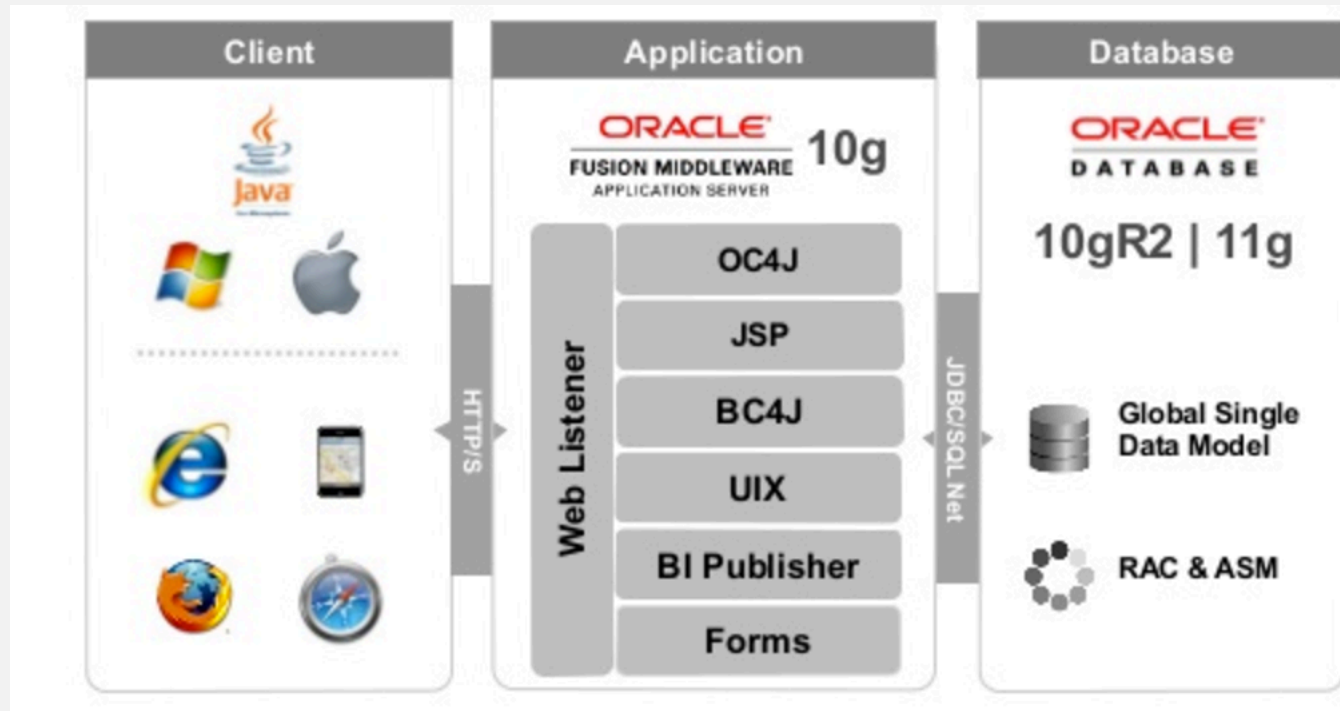 Client
Java
HTTP/S
Application
ORACLE
FUSION MIDDLEWARE
APPLICATION SERVER
10g
Web Listener
OC4J
JSP
BC4J
UIX
BI Publisher
Forms
JDBC/SQL Net
Database
ORACLE
DATABASE
10gR2 | 11g
Global Single
Data Model
RAC & ASM